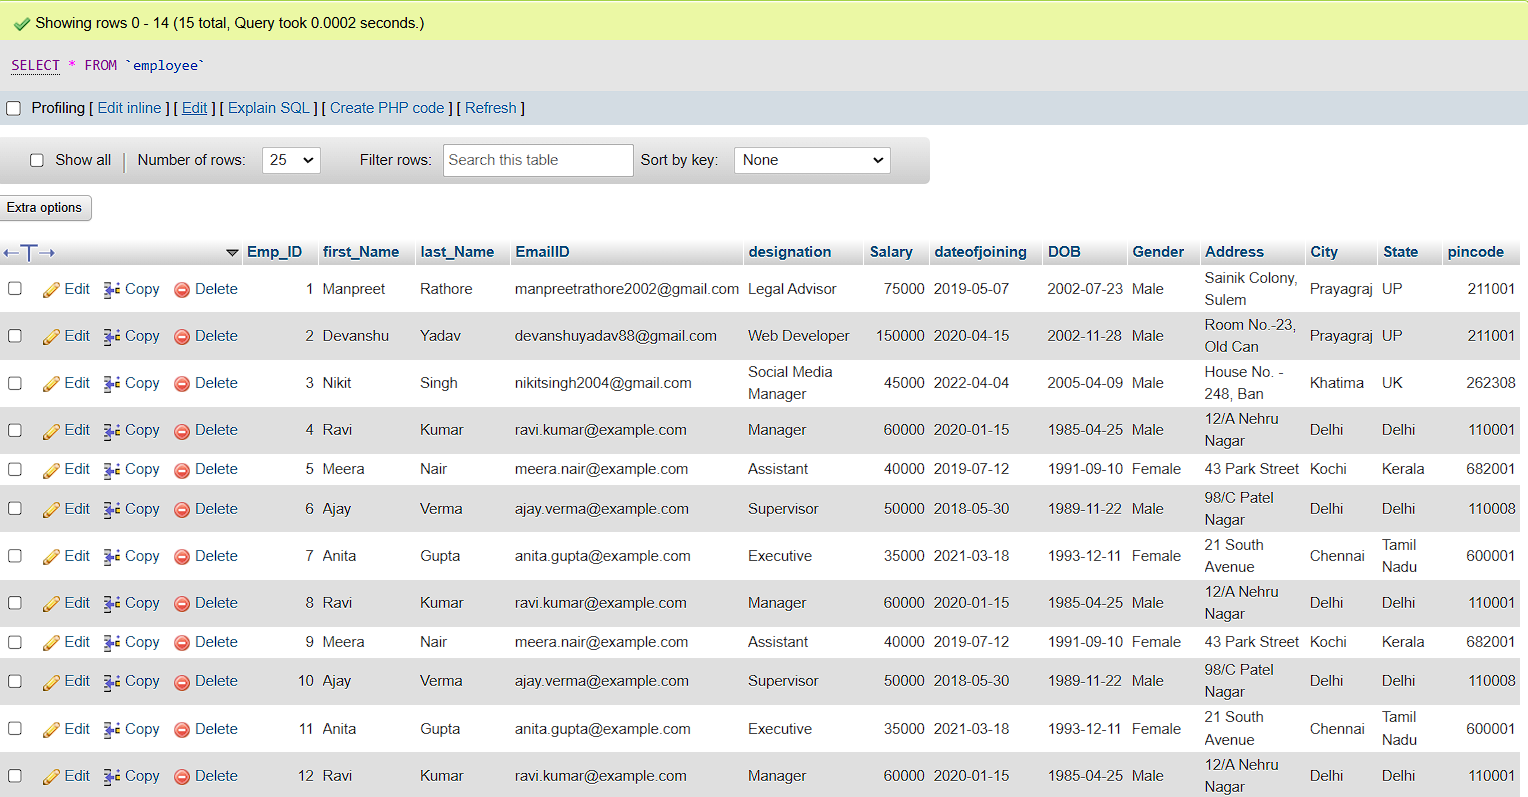 Showing rows 0 - 14 (15 total, Query took 0.0002 seconds.)
SELECT * FROM `employee`
Profiling [ Edit inline ] [ Edit ] [ Explain SQL ] [ Create PHP code ] [ Refresh ]
Show all | Number of rows: 25 Filter rows: Search this table Sort by key: None
Extra options
←T→ Emp_ID first_Name last_Name EmailID designation Salary dateofjoining DOB Gender Address City State pincode
Edit Copy Delete 1 Manpreet Rathore manpreetrathore2002@gmail.com Legal Advisor 75000 2019-05-07 2002-07-23 Male Sainik Colony, Sulem Prayagraj UP 211001
Edit Copy Delete 2 Devanshu Yadav devanshuyadav88@gmail.com Web Developer 150000 2020-04-15 2002-11-28 Male Room No.-23, Old Can Prayagraj UP 211001
Edit Copy Delete 3 Nikit Singh nikitsingh2004@gmail.com Social Media Manager 45000 2022-04-04 2005-04-09 Male House No. - 248, Ban Khatima UK 262308
Edit Copy Delete 4 Ravi Kumar ravi.kumar@example.com Manager 60000 2020-01-15 1985-04-25 Male 12/A Nehru Nagar Delhi Delhi 110001
Edit Copy Delete 5 Meera Nair meera.nair@example.com Assistant 40000 2019-07-12 1991-09-10 Female 43 Park Street Kochi Kerala 682001
Edit Copy Delete 6 Ajay Verma ajay.verma@example.com Supervisor 50000 2018-05-30 1989-11-22 Male 98/C Patel Nagar Delhi Delhi 110008
Edit Copy Delete 7 Anita Gupta anita.gupta@example.com Executive 35000 2021-03-18 1993-12-11 Female 21 South Avenue Chennai Tamil Nadu 600001
Edit Copy Delete 8 Ravi Kumar ravi.kumar@example.com Manager 60000 2020-01-15 1985-04-25 Male 12/A Nehru Nagar Delhi Delhi 110001
Edit Copy Delete 9 Meera Nair meera.nair@example.com Assistant 40000 2019-07-12 1991-09-10 Female 43 Park Street Kochi Kerala 682001
Edit Copy Delete 10 Ajay Verma ajay.verma@example.com Supervisor 50000 2018-05-30 1989-11-22 Male 98/C Patel Nagar Delhi Delhi 110008
Edit Copy Delete 11 Anita Gupta anita.gupta@example.com Executive 35000 2021-03-18 1993-12-11 Female 21 South Avenue Chennai Tamil Nadu 600001
Edit Copy Delete 12 Ravi Kumar ravi.kumar@example.com Manager 60000 2020-01-15 1985-04-25 Male 12/A Nehru Nagar Delhi Delhi 110001